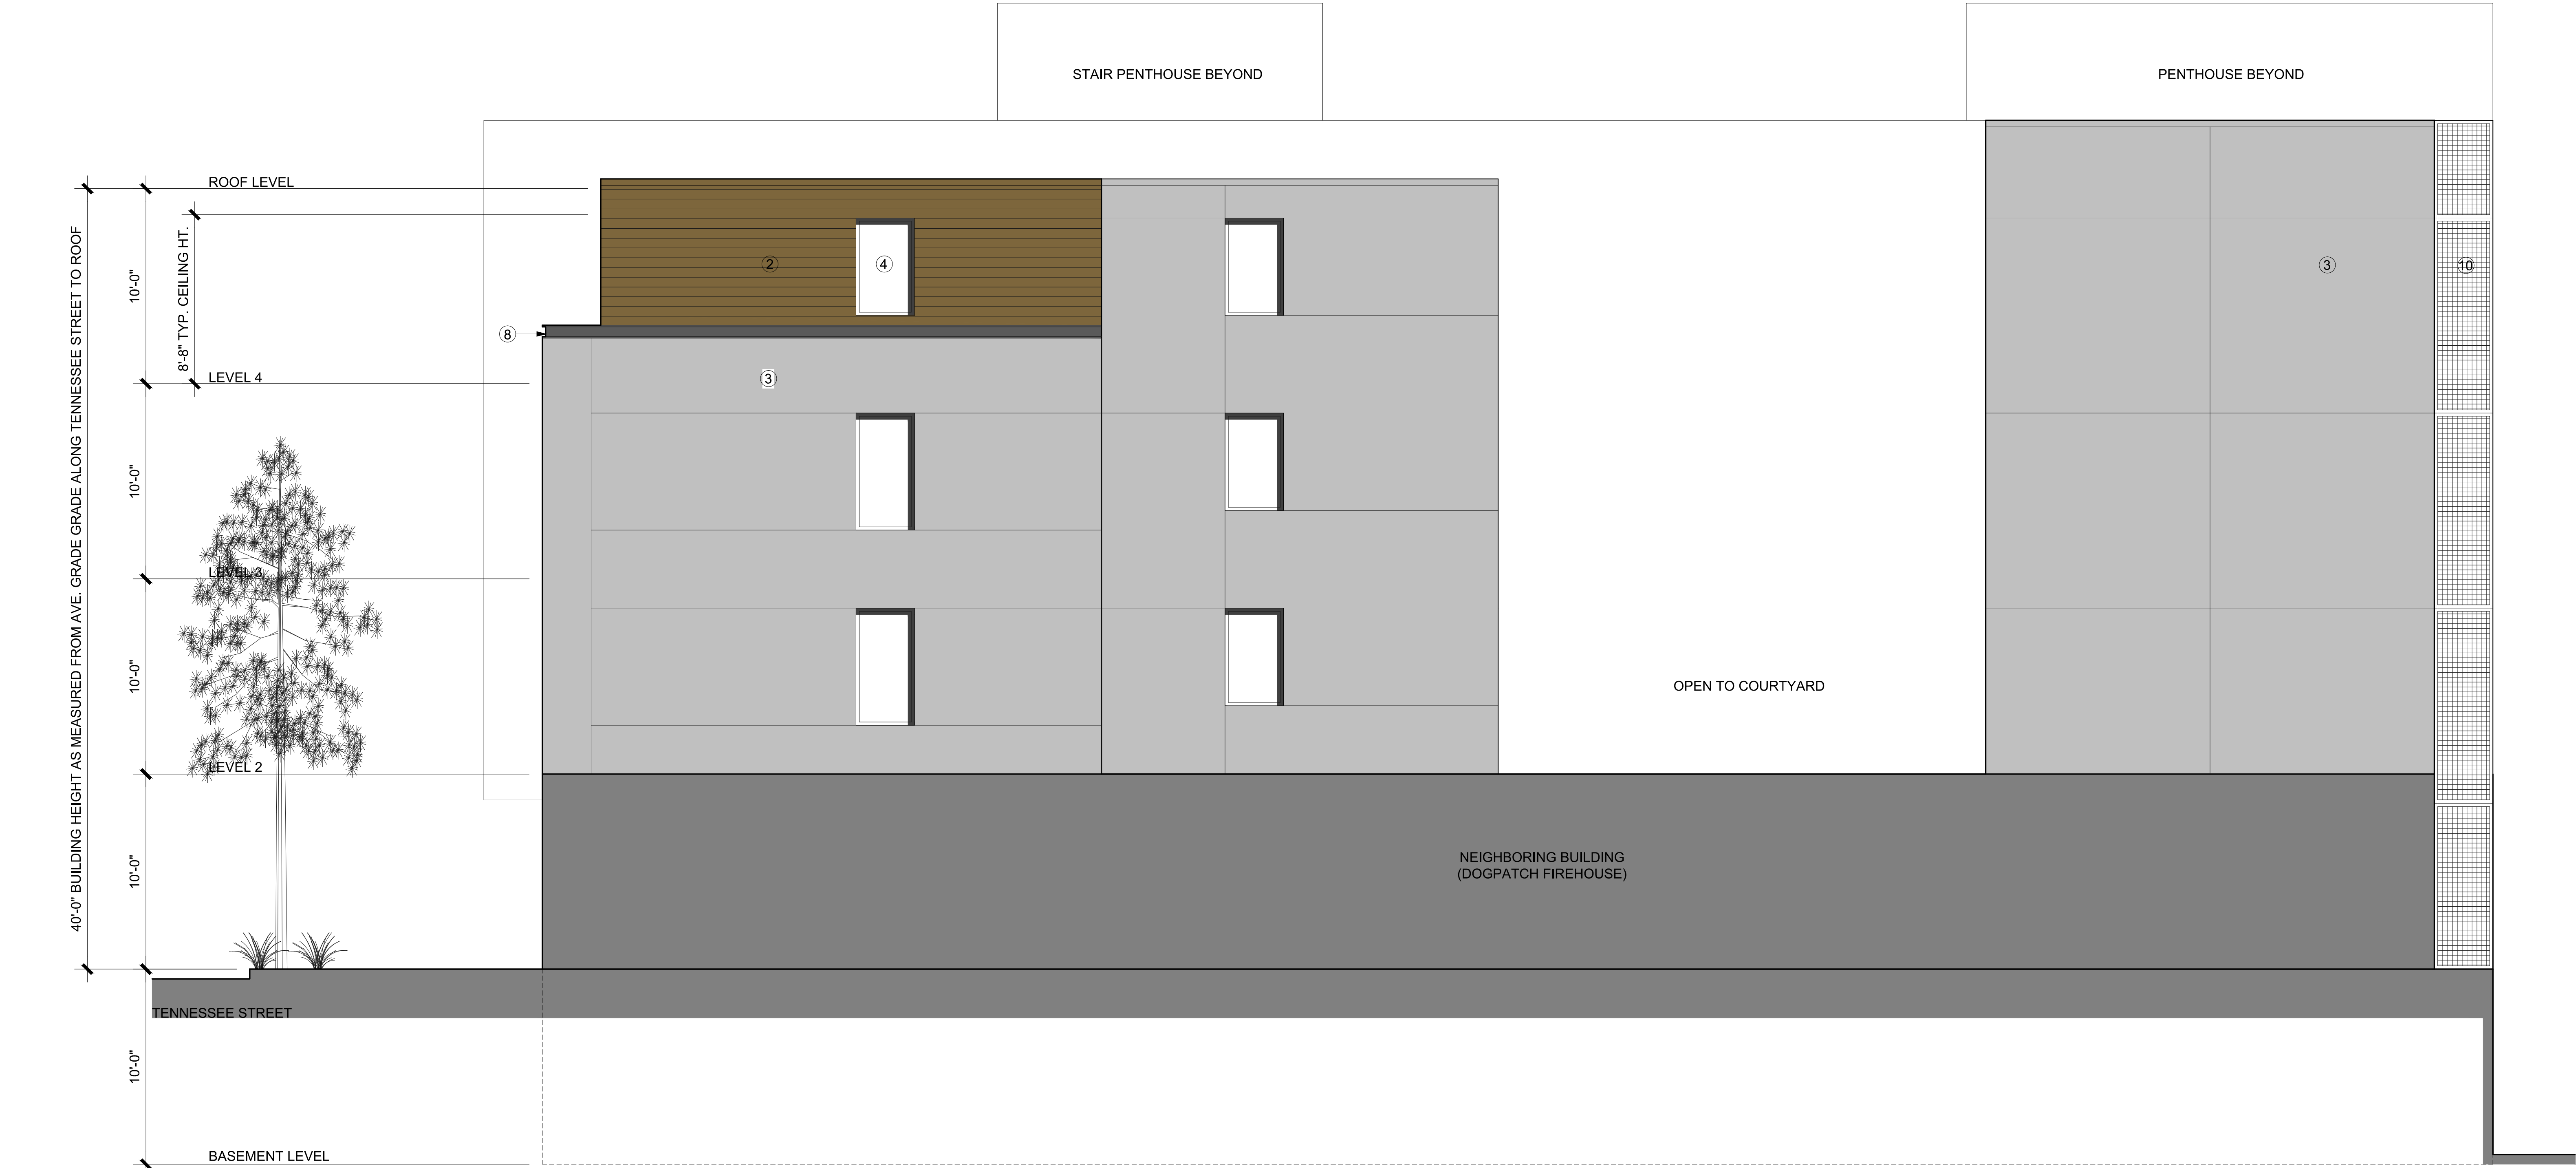 STAIR PENTHOUSE BEYOND
PENTHOUSE BEYOND
ROOF LEVEL
40'-0" BUILDING HEIGHT AS MEASURED FROM AVE. GRADE GRADE ALONG TENNESSEE STREET TO ROOF
10'-0"
8'-8" TYP. CEILING HT.
2
4
3
10
8
LEVEL 4
3
10'-0"
LEVEL 3
10'-0"
OPEN TO COURTYARD
LEVEL 2
10'-0"
NEIGHBORING BUILDING
(DOGPATCH FIREHOUSE)
TENNESSEE STREET
10'-0"
BASEMENT LEVEL